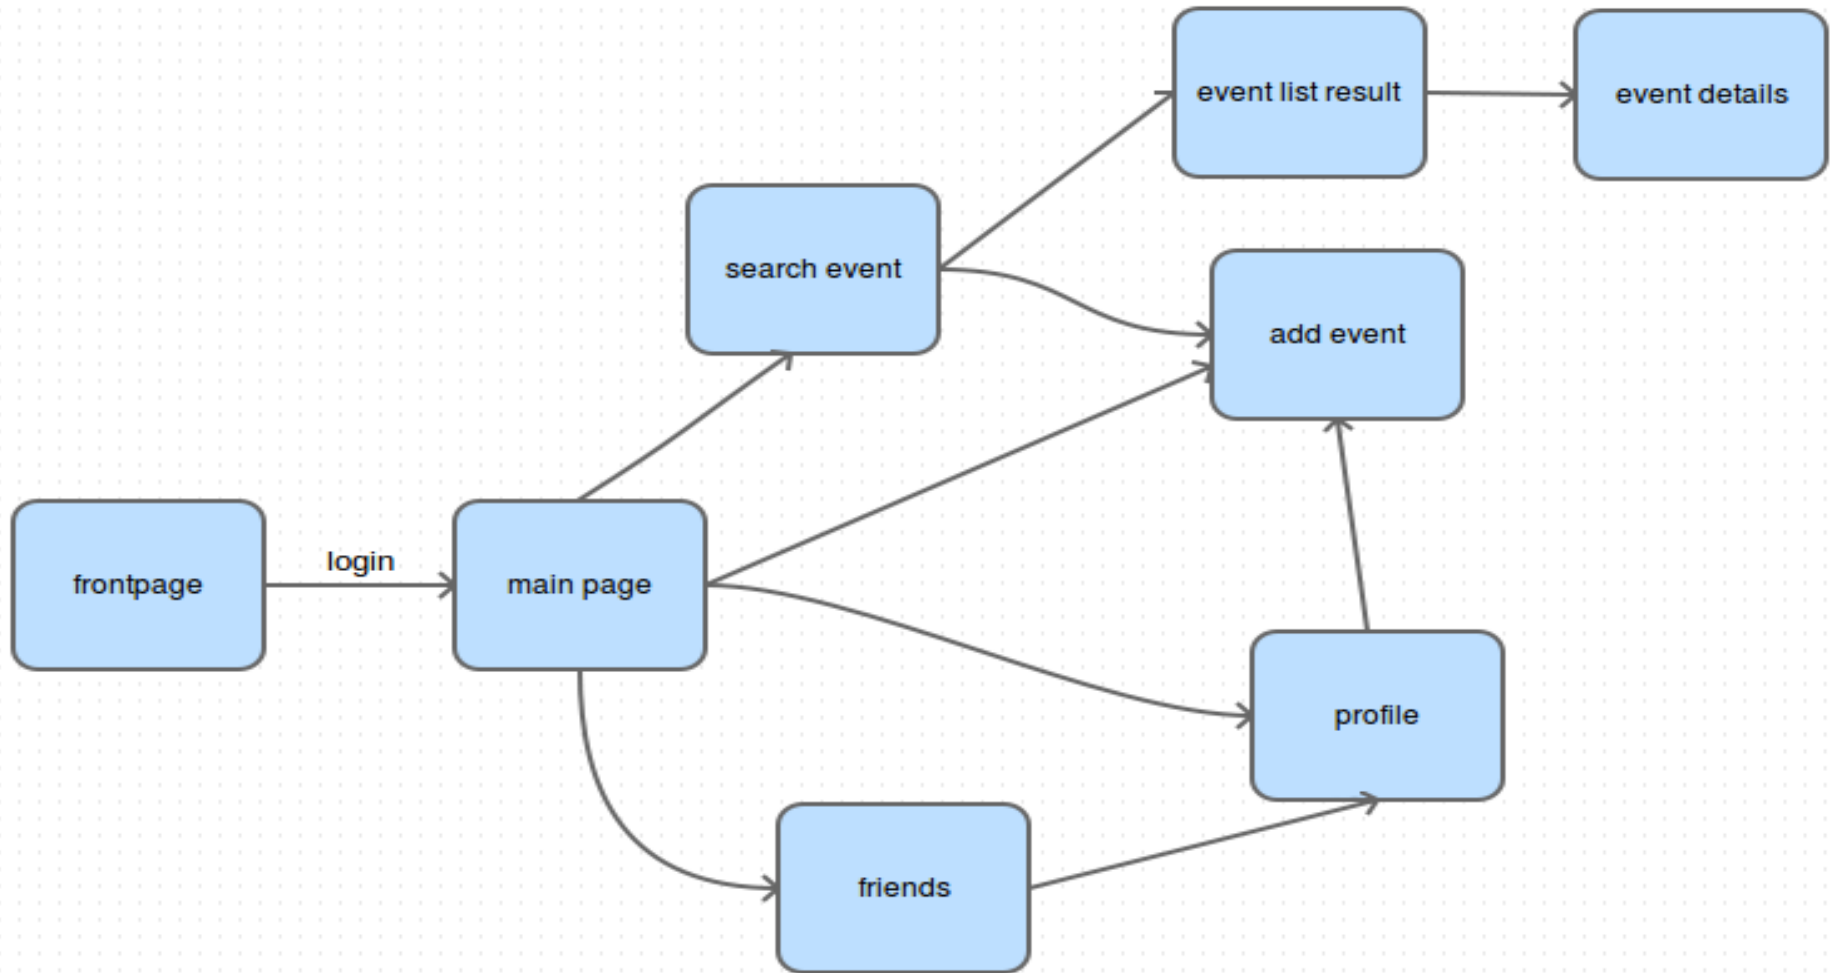 event list result
event details
search event
add event
login
frontpage
main page
profile
friends